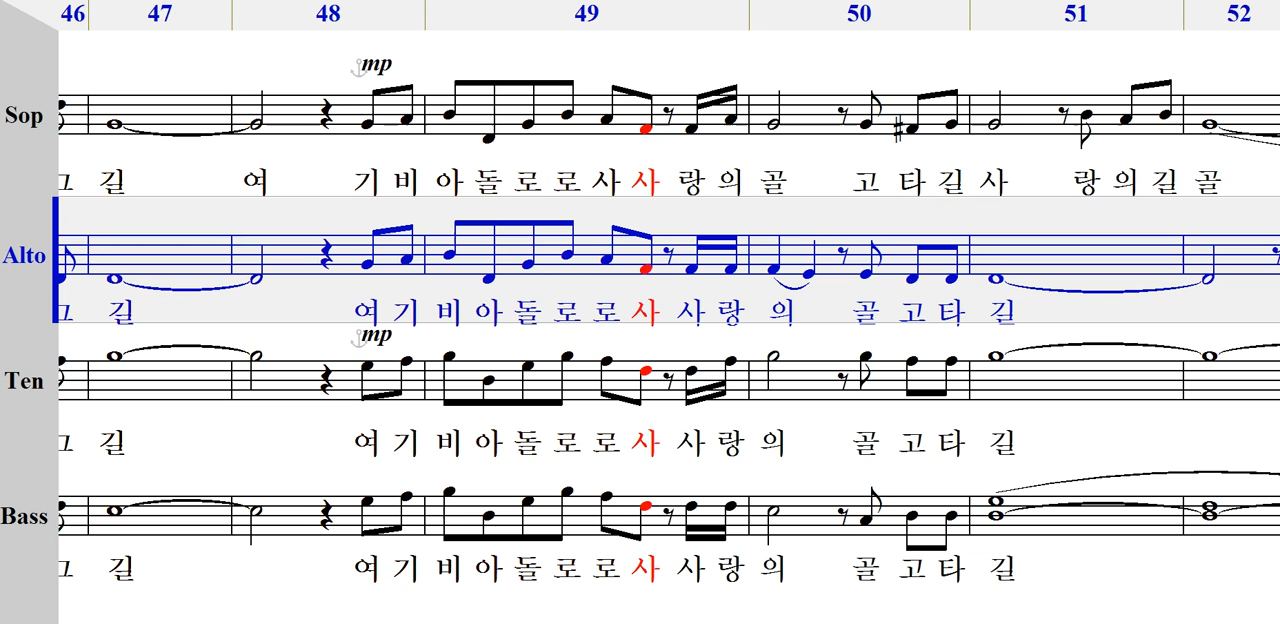 46 47 48 49 50 51 52
mp
Sop
그 길 여 기 비 아 돌 로 로 사 사 랑 의 골 고 타 길 사 랑 의 길 골
Alto
그 길 여 기 비 아 돌 로 로 사 사 랑 의 골 고 타 길
mp
Ten
그 길 여 기 비 아 돌 로 로 사 사 랑 의 골 고 타 길
Bass
그 길 여 기 비 아 돌 로 로 사 사 랑 의 골 고 타 길